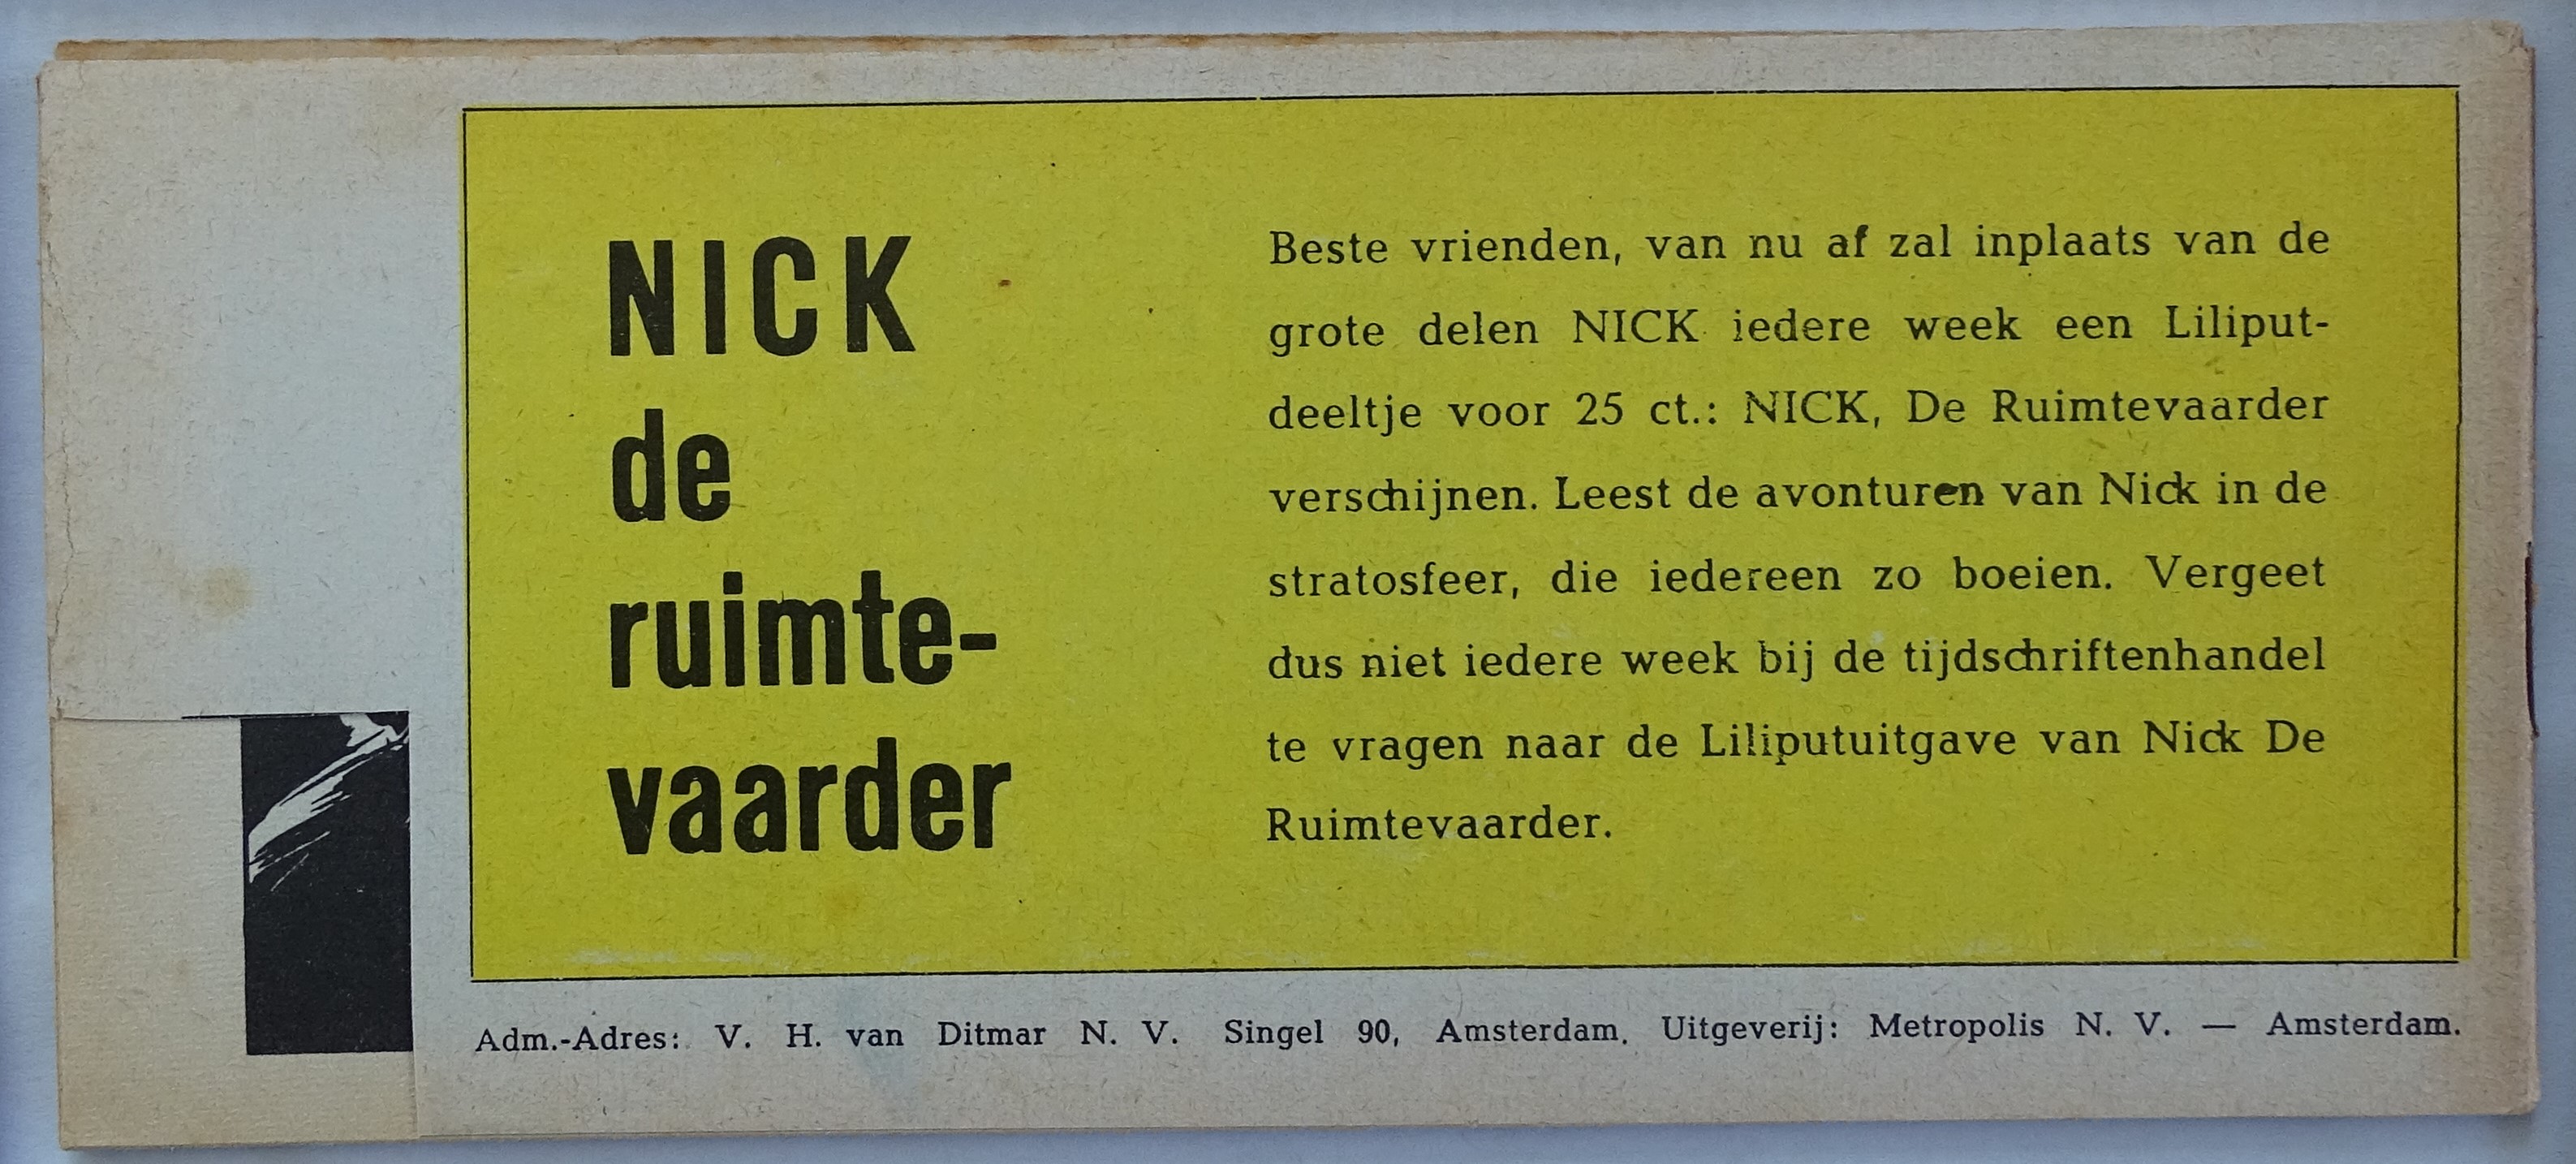 NICK
de
ruimte-
vaarder
Beste vrienden, van nu af zal inplaats van de
grote delen NICK iedere week een Liliput-
deeltje voor 25 ct.: NICK, De Ruimtevaarder
verschijnen. Leest de avonturen van Nick in de
stratosfeer, die iedereen zo boeien. Vergeet
dus niet iedere week bij de tijdschriftenhandel
te vragen naar de Liliputuitgave van Nick De
Ruimtevaarder.
Adm.-Adres: V. H. van Ditmar N. V. Singel 90, Amsterdam. Uitgeverij: Metropolis N. V. — Amsterdam.